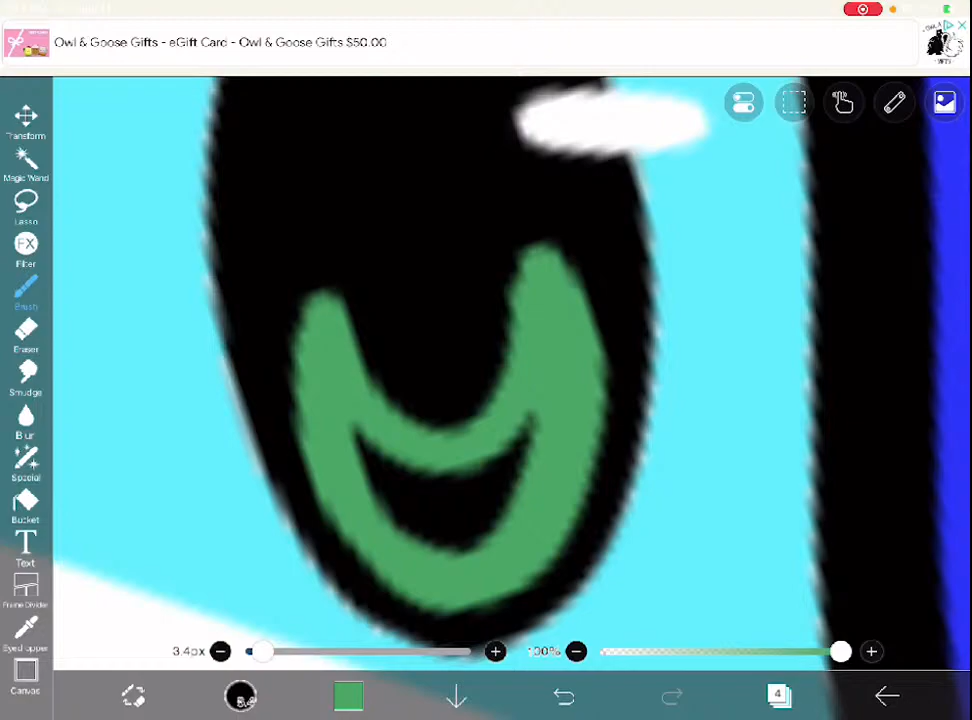 Owl & Goose Gifts - eGift Card - Owl & Goose Gifts $50.00
Transform
Magic Wand
Lasso
FX
Filter
Brush
Eraser
Smudge
Blur
Special
Bucket
T
Text
Frame Divider
Eyedropper
Canvas
3.4px
100%
4